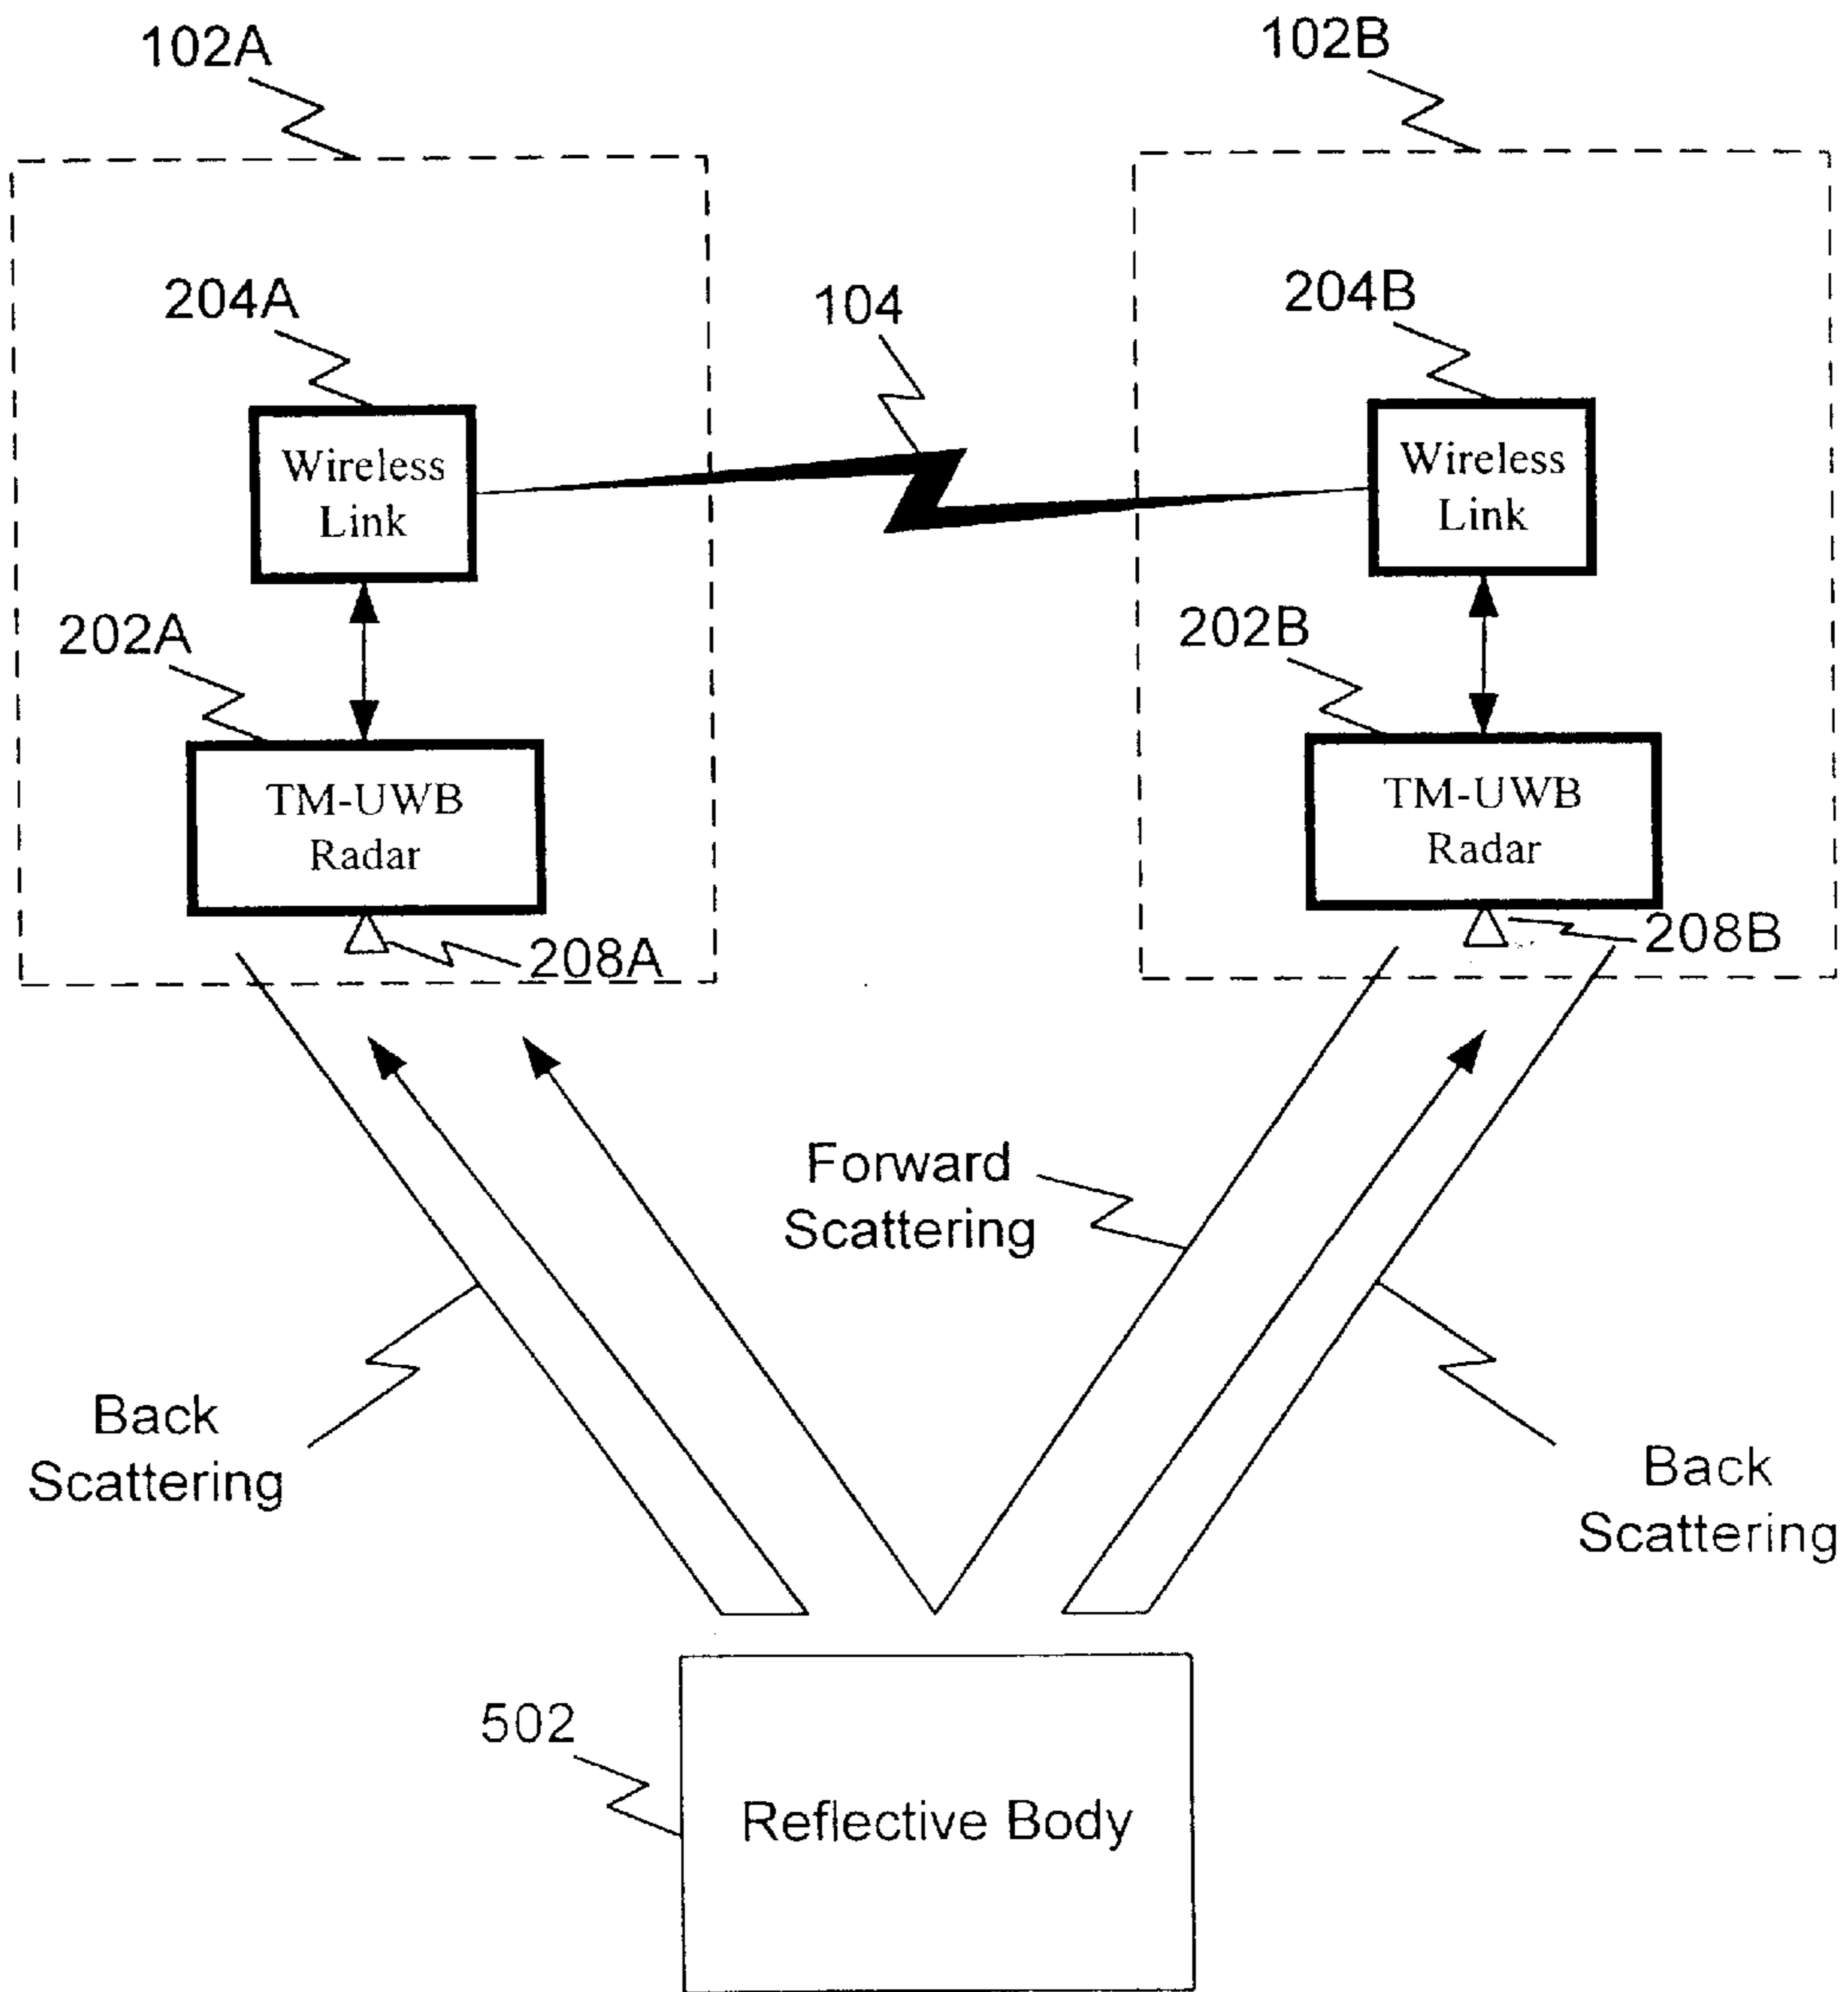 102A
102B
204A
104
204B
Wireless
Link
Wireless
Link
202A
202B
TM-UWB
Radar
TM-UWB
Radar
208A
208B
Forward
Scattering
Back
Scattering
Back
Scattering
502
Reflective Body